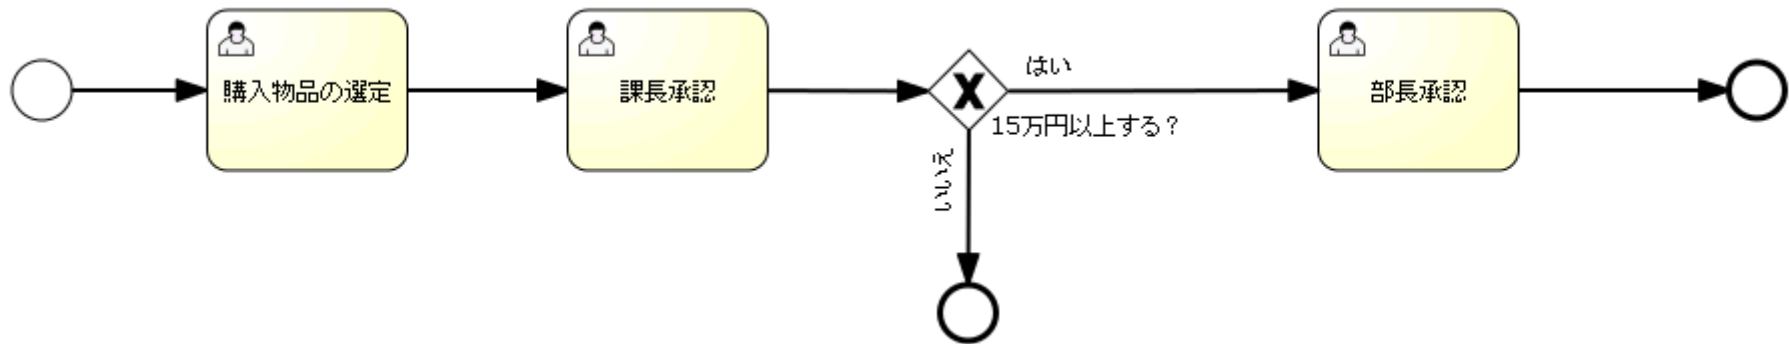 購入物品の選定
課長承認
はい
15万円以上する？
いいえ
部長承認